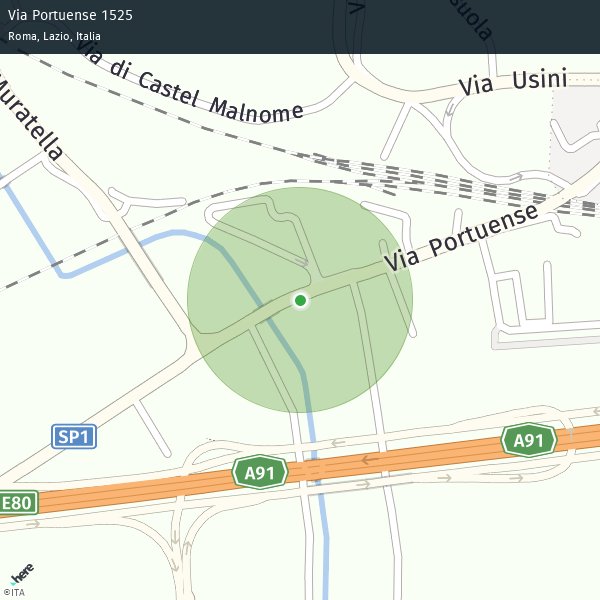 Via Portuense 1525
Roma, Lazio, Italia
Via di Castel Malnome
Via Usini
Muratella
Via Portuense
SP1
A91
A91
E80
here
©ITA